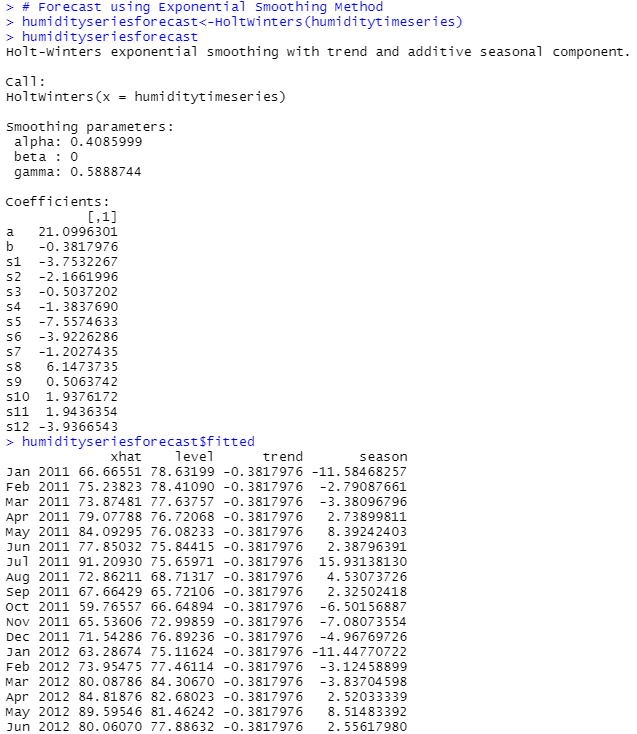 > # Forecast using Exponential Smoothing Method
> humidityseriesforecast<-HoltWinters(humiditytimeseries)
> humidityseriesforecast
Holt-Winters exponential smoothing with trend and additive seasonal component.
Call:
HoltWinters(x = humiditytimeseries)
Smoothing parameters:
 alpha: 0.4085999
 beta : 0
 gamma: 0.5888744
Coefficients:
           [,1]
a   21.0996301
b   -0.3817976
s1  -3.7532267
s2  -2.1661996
s3  -0.5037202
s4  -1.3837690
s5  -7.5574633
s6  -3.9226286
s7  -1.2027435
s8   6.1473735
s9   0.5063742
s10  1.9376172
s11  1.9436354
s12 -3.9366543
> humidityseriesforecast$fitted
             xhat    level      trend       season
Jan 2011 66.66551 78.63199 -0.3817976 -11.58468257
Feb 2011 75.23823 78.41090 -0.3817976  -2.79087661
Mar 2011 73.87481 77.63757 -0.3817976  -3.38096796
Apr 2011 79.07788 76.72068 -0.3817976   2.73899811
May 2011 84.09295 76.08233 -0.3817976   8.39242403
Jun 2011 77.85032 75.84415 -0.3817976   2.38796391
Jul 2011 91.20930 75.65971 -0.3817976  15.93138130
Aug 2011 72.86211 68.71317 -0.3817976   4.53073726
Sep 2011 67.66429 65.72106 -0.3817976   2.32502418
Oct 2011 59.76557 66.64894 -0.3817976  -6.50156887
Nov 2011 65.53606 72.99859 -0.3817976  -7.08073554
Dec 2011 71.54286 76.89236 -0.3817976  -4.96769726
Jan 2012 63.28674 75.11624 -0.3817976 -11.44770722
Feb 2012 73.95475 77.46114 -0.3817976  -3.12458899
Mar 2012 80.08786 84.30670 -0.3817976  -3.83704598
Apr 2012 84.81876 82.68023 -0.3817976   2.52033339
May 2012 89.59546 81.46242 -0.3817976   8.51483392
Jun 2012 80.06070 77.88632 -0.3817976   2.55617980